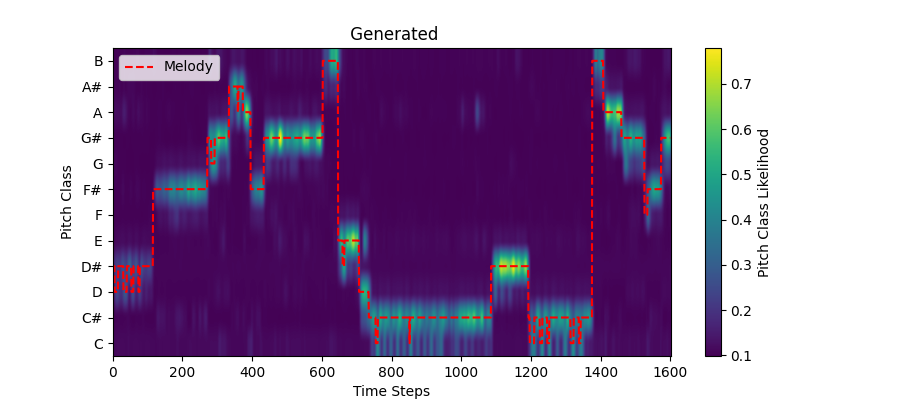 Generated
Melody
Pitch Class
B
A#
A
G#
G
F#
F
E
D#
D
C#
C
0 200 400 600 800 1000 1200 1400 1600
Time Steps
0.7
0.6
0.5
0.4
0.3
0.2
0.1
Pitch Class Likelihood